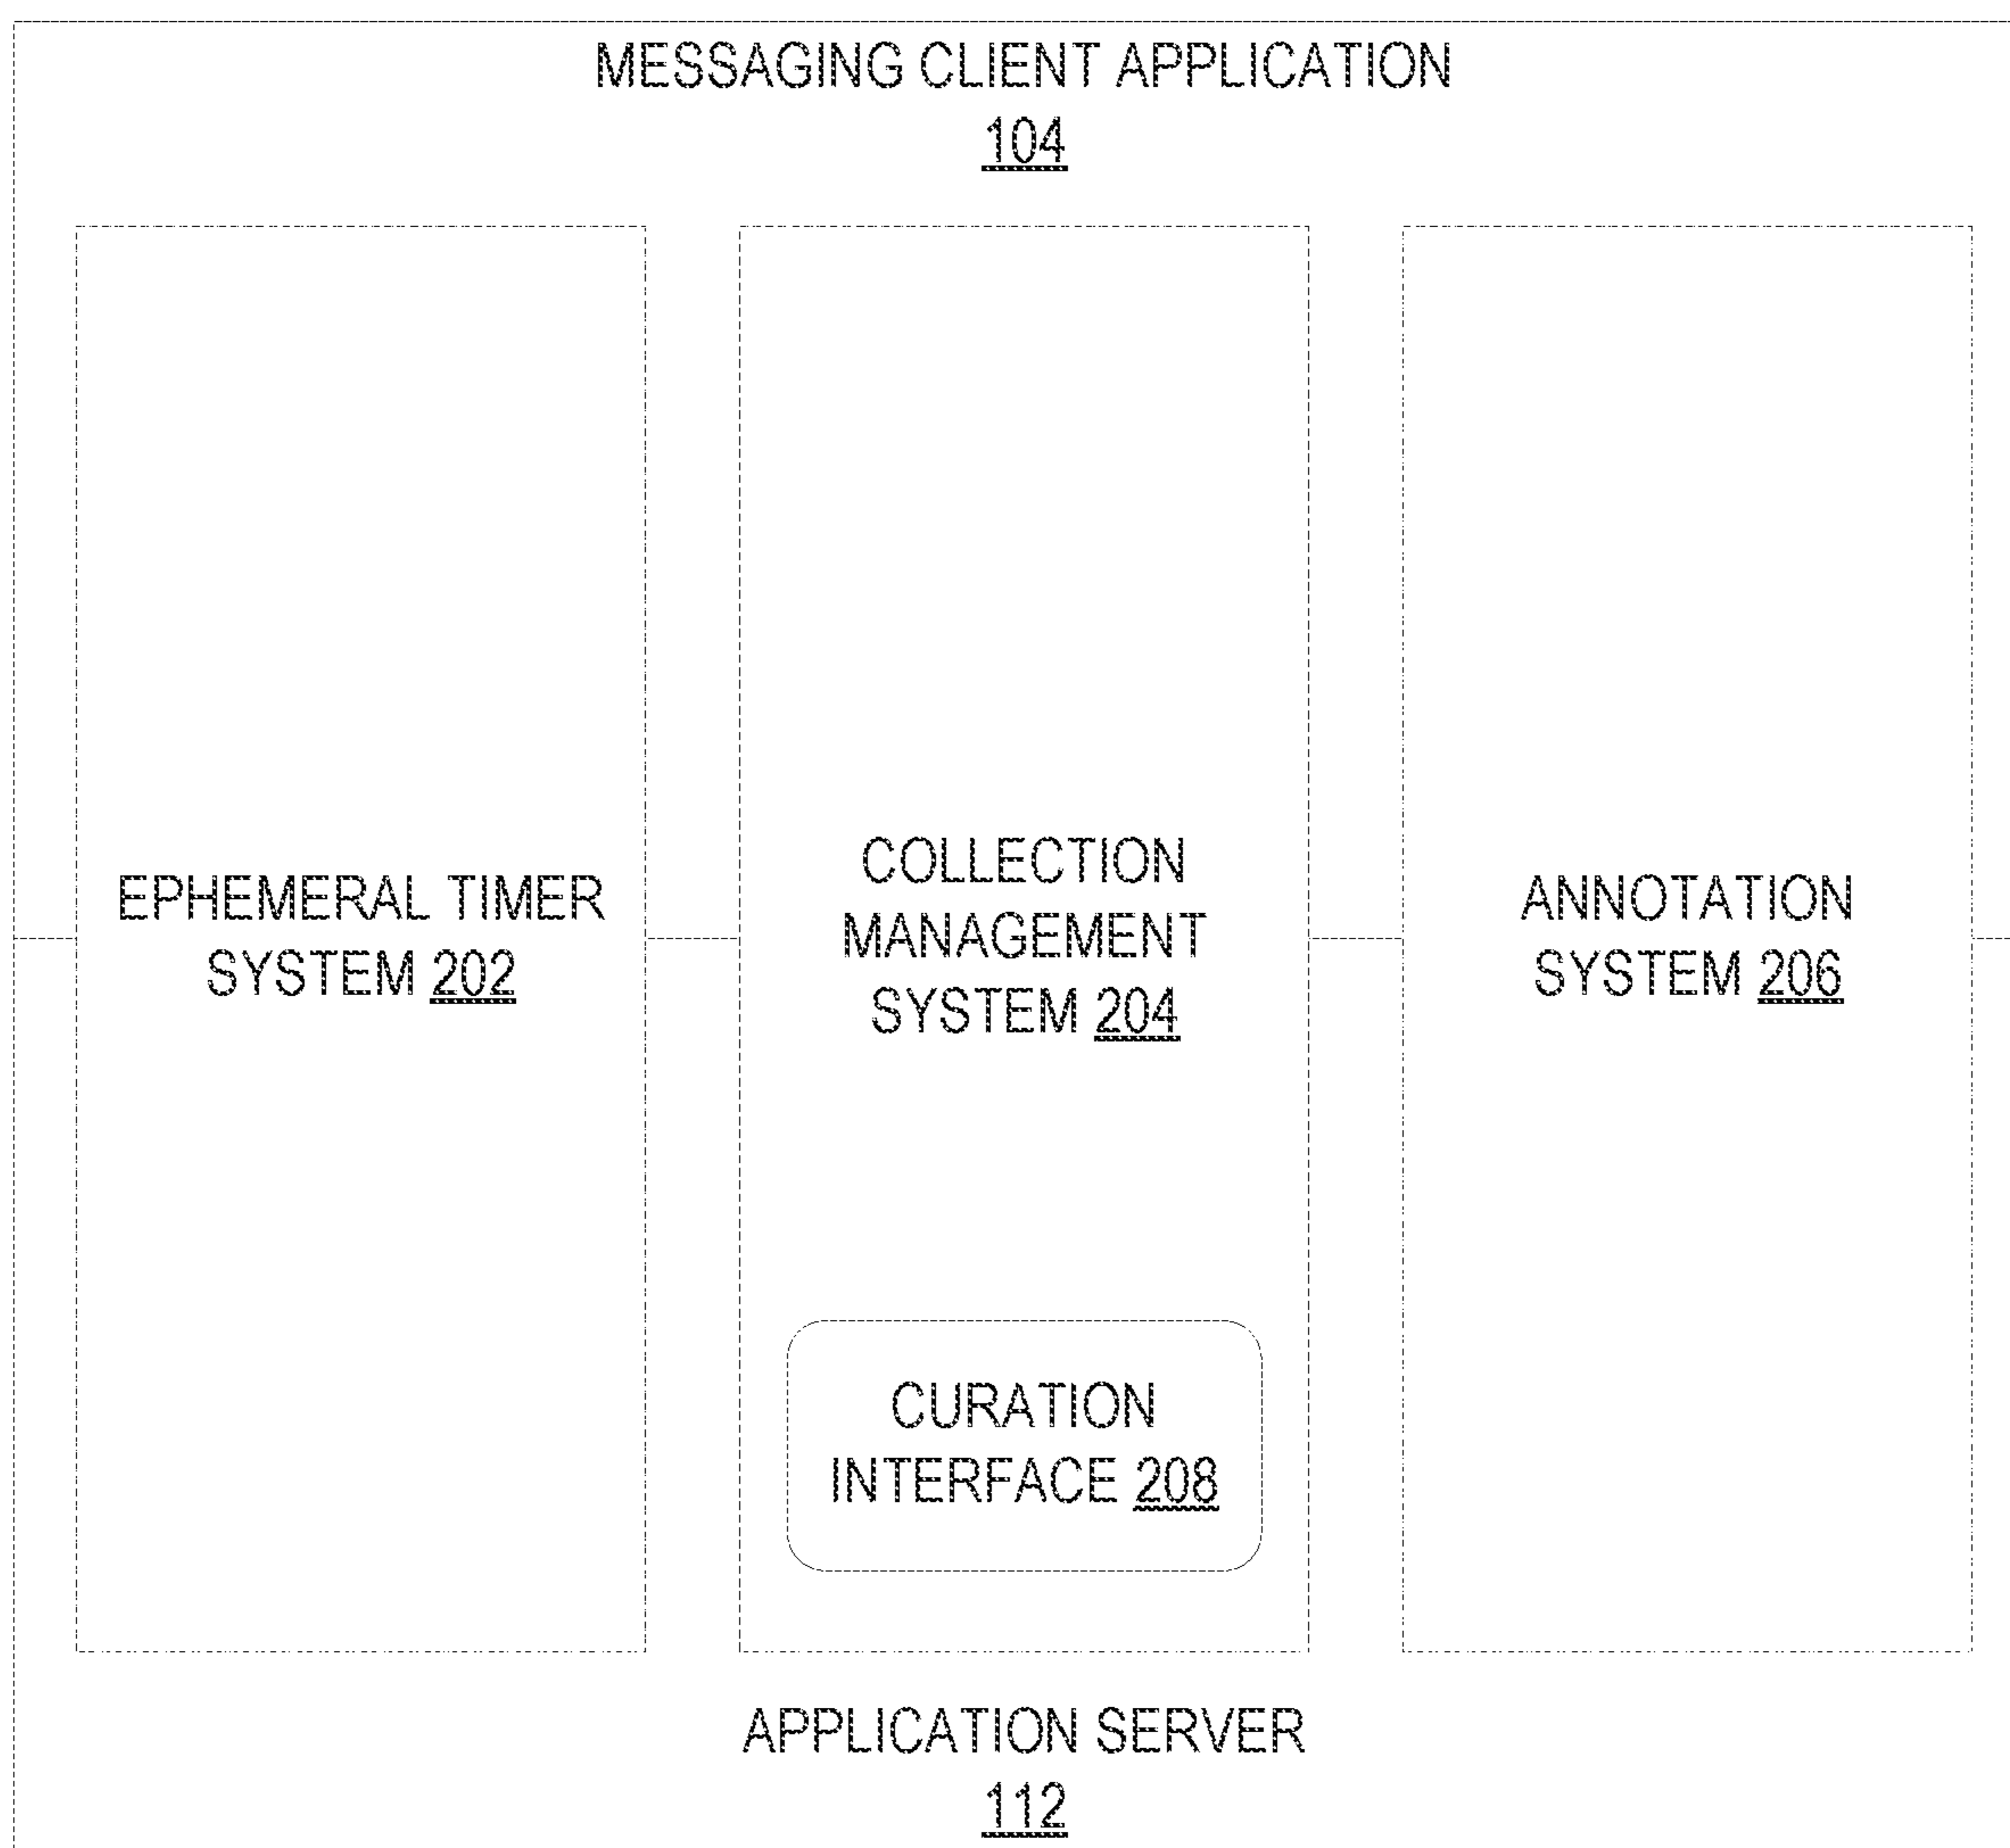 MESSAGING CLIENT APPLICATION
104
EPHEMERAL TIMER
SYSTEM 202
COLLECTION
MANAGEMENT
SYSTEM 204
CURATION
INTERFACE 208
ANNOTATION
SYSTEM 206
APPLICATION SERVER
112